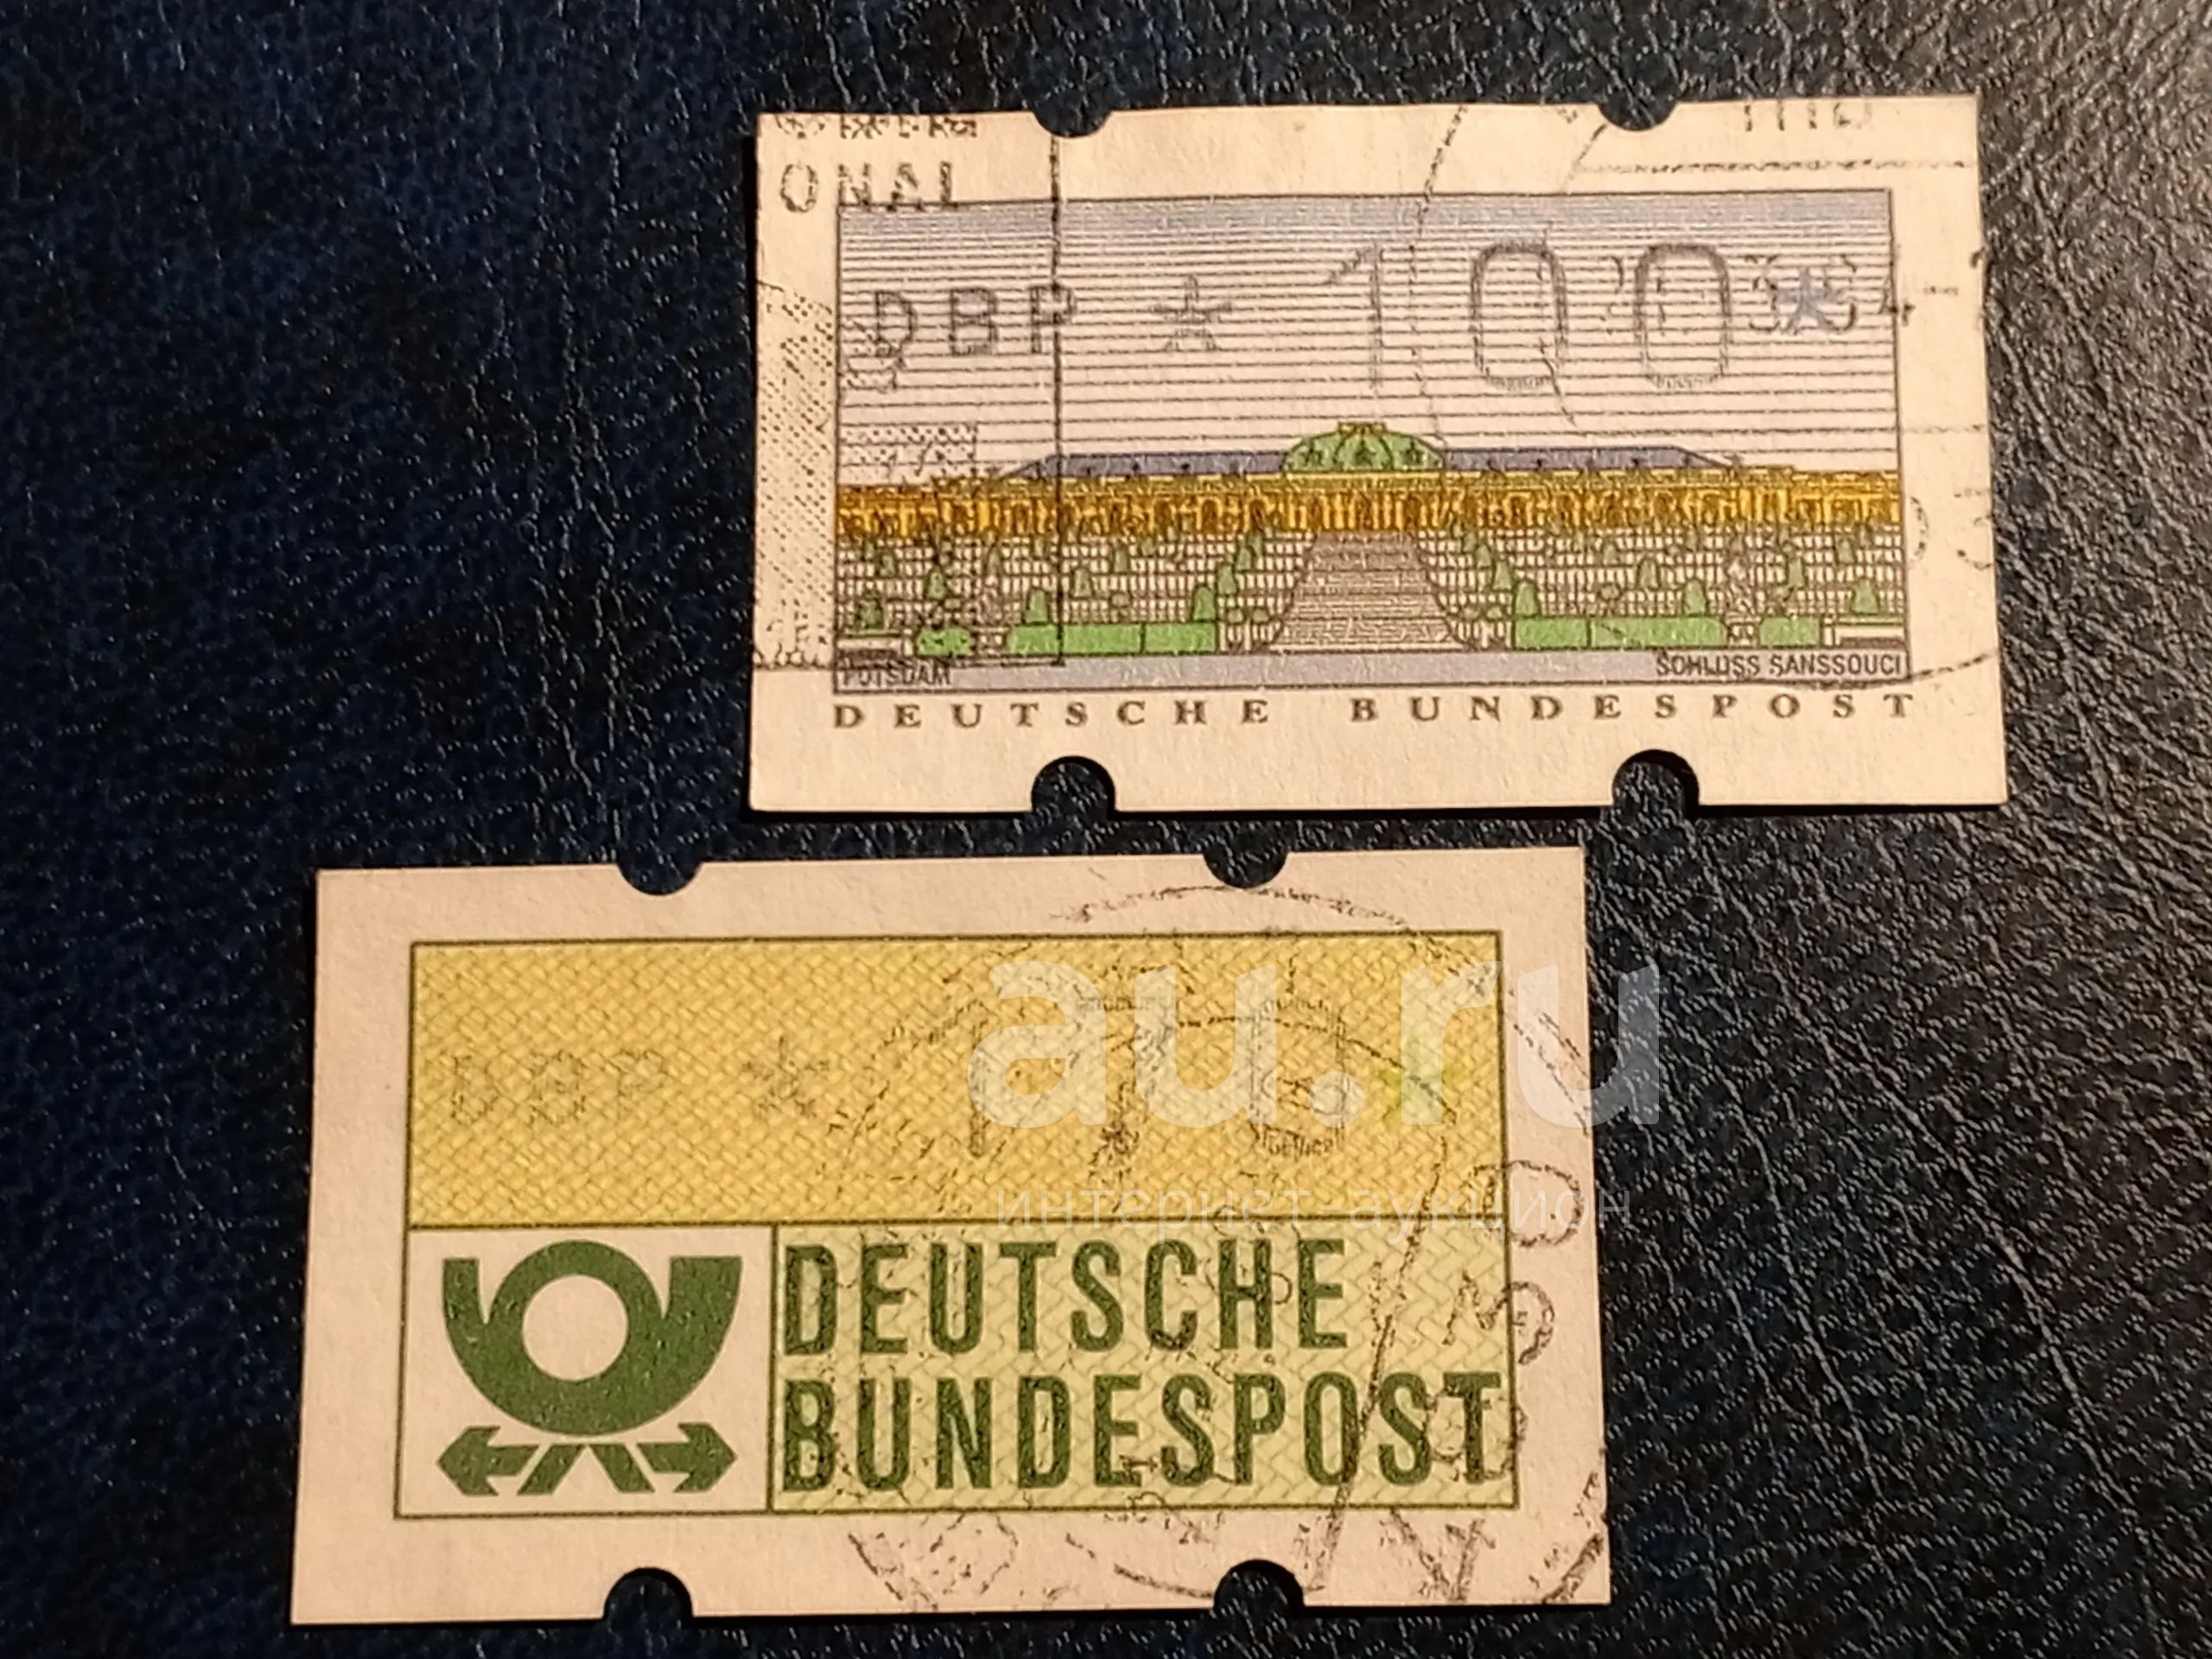 ONAL
DBP * 100
POTSDAM
SCHLOSS SANSSOUCI
DEUTSCHE BUNDESPOST
au.ru
DBP *
интернет-аукцион
DEUTSCHE
BUNDESPOST